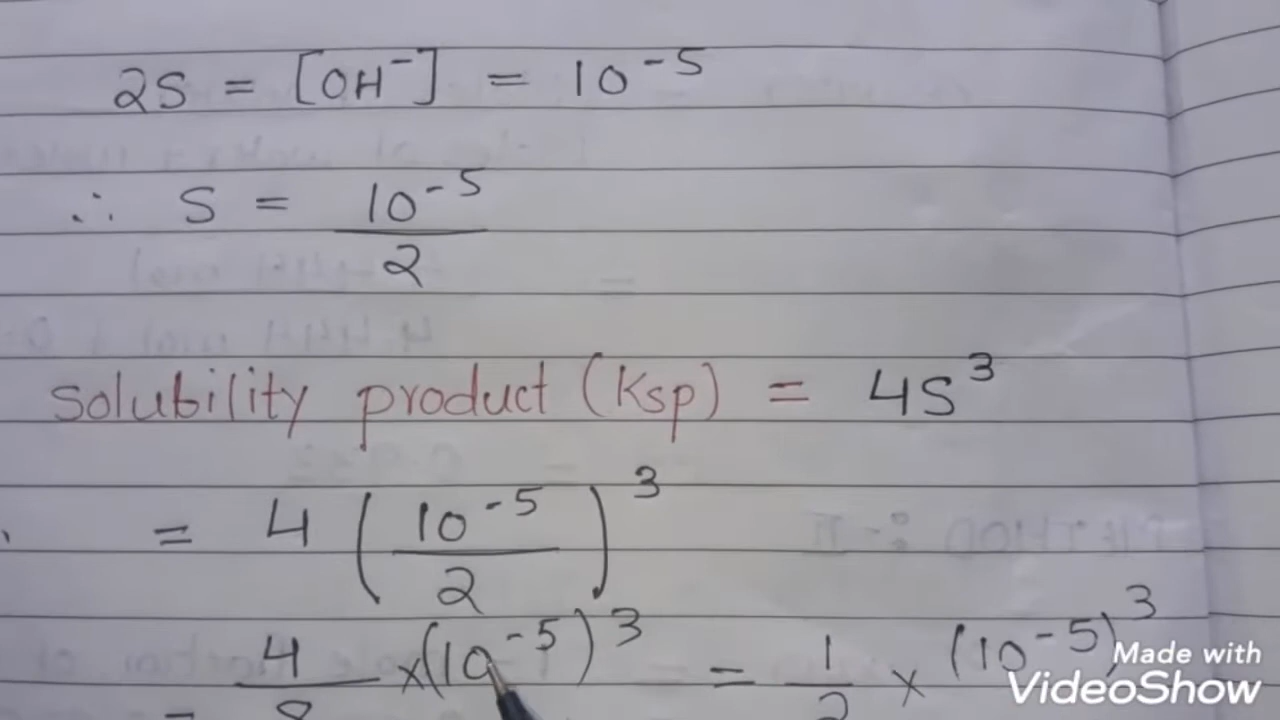 2S = [OH⁻] = 10⁻⁵
∴ S = 10⁻⁵/2
Solubility product (Ksp) = 4S³
= 4 (10⁻⁵/2)³
= 4/8 × (10⁻⁵)³ = 1/2 × (10⁻⁵)³
Made with
VideoShow